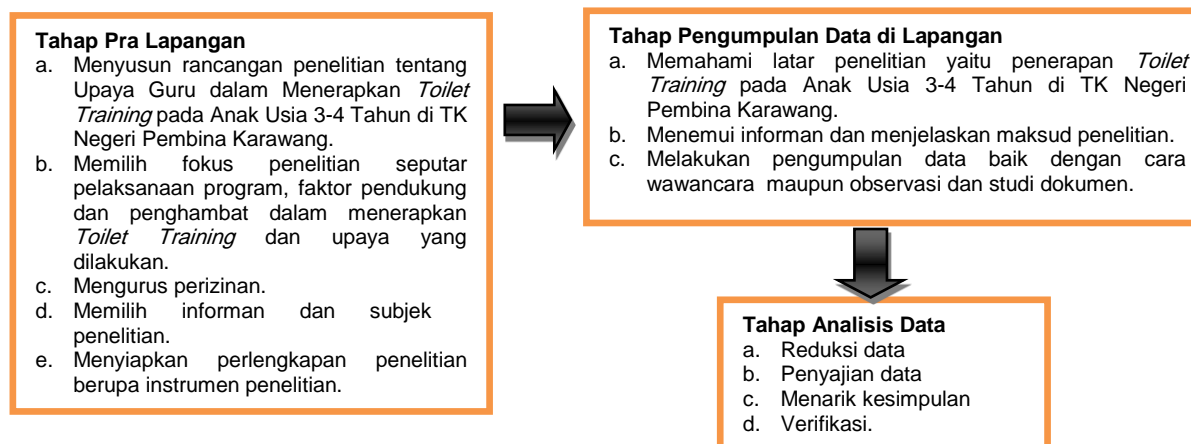 Tahap Pra Lapangan
a. Menyusun rancangan penelitian tentang
Upaya Guru dalam Menerapkan Toilet
Training pada Anak Usia 3-4 Tahun di TK
Negeri Pembina Karawang.
b. Memilih fokus penelitian seputar
pelaksanaan program, faktor pendukung
dan penghambat dalam menerapkan
Toilet Training dan upaya yang
dilakukan.
c. Mengurus perizinan.
d. Memilih informan dan subjek
penelitian.
e. Menyiapkan perlengkapan penelitian
berupa instrumen penelitian.
Tahap Pengumpulan Data di Lapangan
a. Memahami latar penelitian yaitu penerapan Toilet
Training pada Anak Usia 3-4 Tahun di TK Negeri
Pembina Karawang.
b. Menemui informan dan menjelaskan maksud penelitian.
c. Melakukan pengumpulan data baik dengan cara
wawancara maupun observasi dan studi dokumen.
Tahap Analisis Data
a. Reduksi data
b. Penyajian data
c. Menarik kesimpulan
d. Verifikasi.